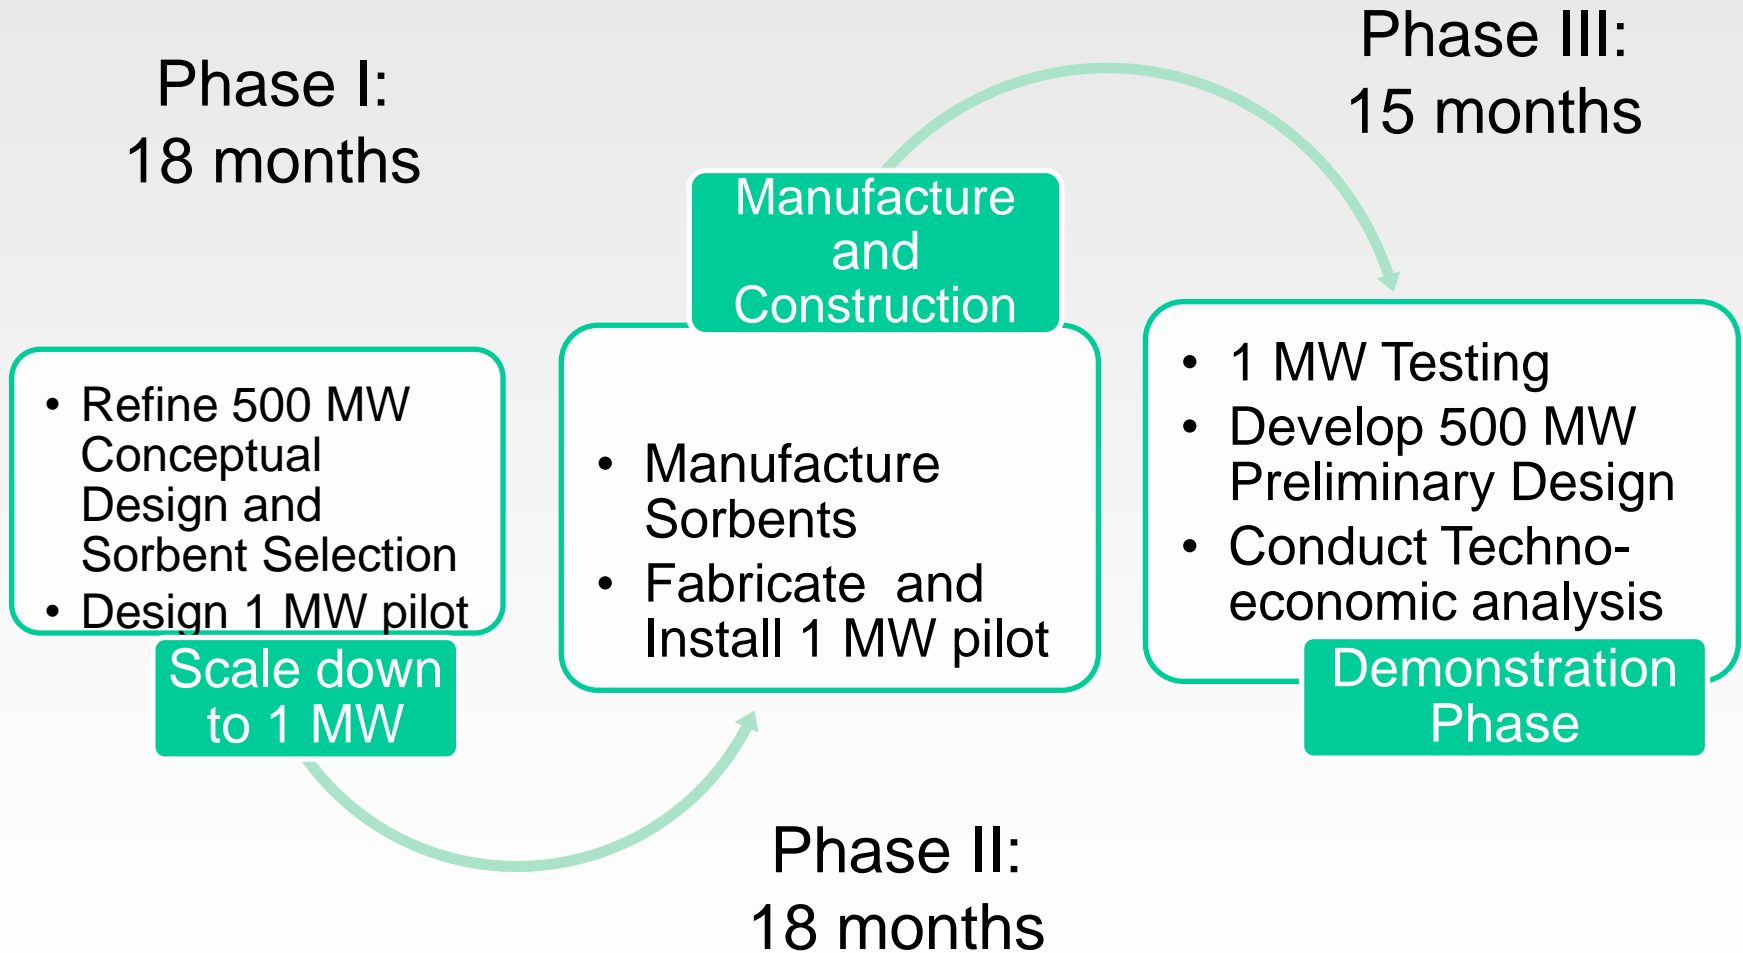 Phase I:
18 months
• Refine 500 MW
Conceptual
Design and
Sorbent Selection
• Design 1 MW pilot
Scale down
to 1 MW
Manufacture
and
Construction
• Manufacture
Sorbents
• Fabricate and
Install 1 MW pilot
Phase II:
18 months
Phase III:
15 months
• 1 MW Testing
• Develop 500 MW
Preliminary Design
• Conduct Techno-
economic analysis
Demonstration
Phase